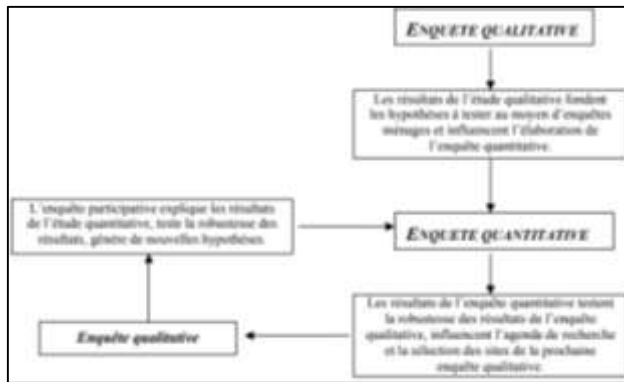 ENQUETE QUALITATIVE
Les résultats de l'étude qualitative fondent
les hypothèses à tester au moyen d'enquêtes
ménages et influencent l'élaboration de
l'enquête quantitative.
L'enquête participative explique les résultats
de l'étude quantitative, teste la robustesse des
résultats, génère de nouvelles hypothèses.
ENQUETE QUANTITATIVE
Les résultats de l'enquête quantitative testent
la robustesse des résultats de l'enquête
qualitative, influencent l'agenda de recherche
et la sélection des sites de la prochaine
enquête qualitative.
Enquête qualitative